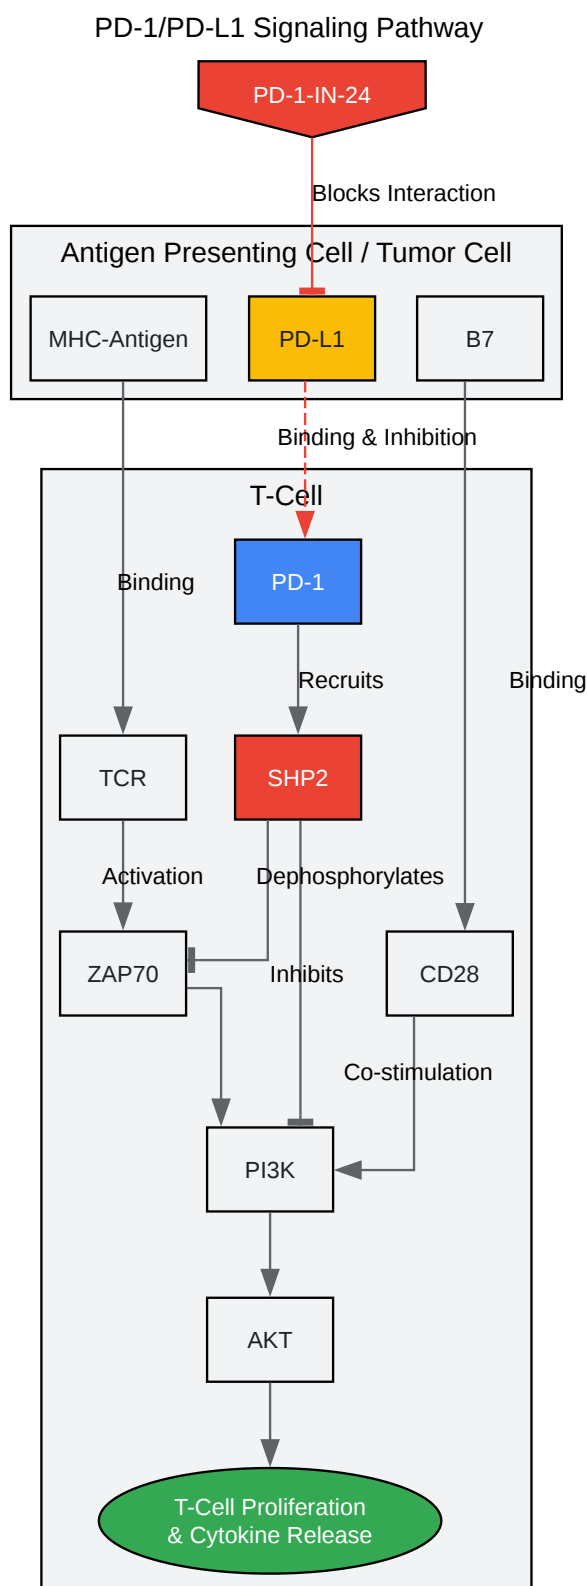 PD-1/PD-L1 Signaling Pathway
PD-1-IN-24
Blocks Interaction
Antigen Presenting Cell / Tumor Cell
MHC-Antigen
PD-L1
B7
Binding & Inhibition
T-Cell
PD-1
Binding
Recruits
Binding
TCR
SHP2
Activation
Dephosphorylates
ZAP70
Inhibits
CD28
Co-stimulation
PI3K
AKT
T-Cell Proliferation
& Cytokine Release